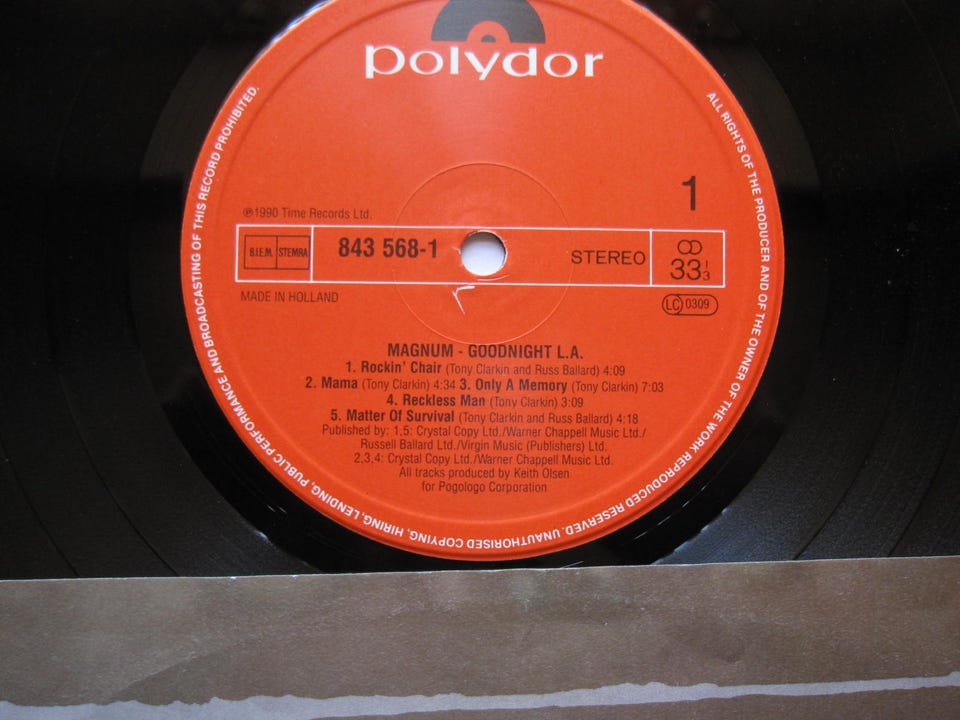 polydor
1
℗1990 Time Records Ltd.
B.I.E.M. STEMRA
843 568-1
STEREO
33 1/3
MADE IN HOLLAND
LC 0309
MAGNUM - GOODNIGHT L.A.
1. Rockin' Chair (Tony Clarkin and Russ Ballard) 4:09
2. Mama (Tony Clarkin) 4:34 3. Only A Memory (Tony Clarkin) 7:03
4. Reckless Man (Tony Clarkin) 3:09
5. Matter Of Survival (Tony Clarkin and Russ Ballard) 4:18
Published by: 1,5: Crystal Copy Ltd./Warner Chappell Music Ltd./
Russell Ballard Ltd./Virgin Music (Publishers) Ltd.
2,3,4: Crystal Copy Ltd./Warner Chappell Music Ltd.
All tracks produced by Keith Olsen
for Pogologo Corporation
ALL RIGHTS OF THE PRODUCER AND OF THE OWNER OF THE WORK REPRODUCED RESERVED. UNAUTHORISED COPYING, HIRING, LENDING, PUBLIC PERFORMANCE AND BROADCASTING OF THIS RECORD PROHIBITED.